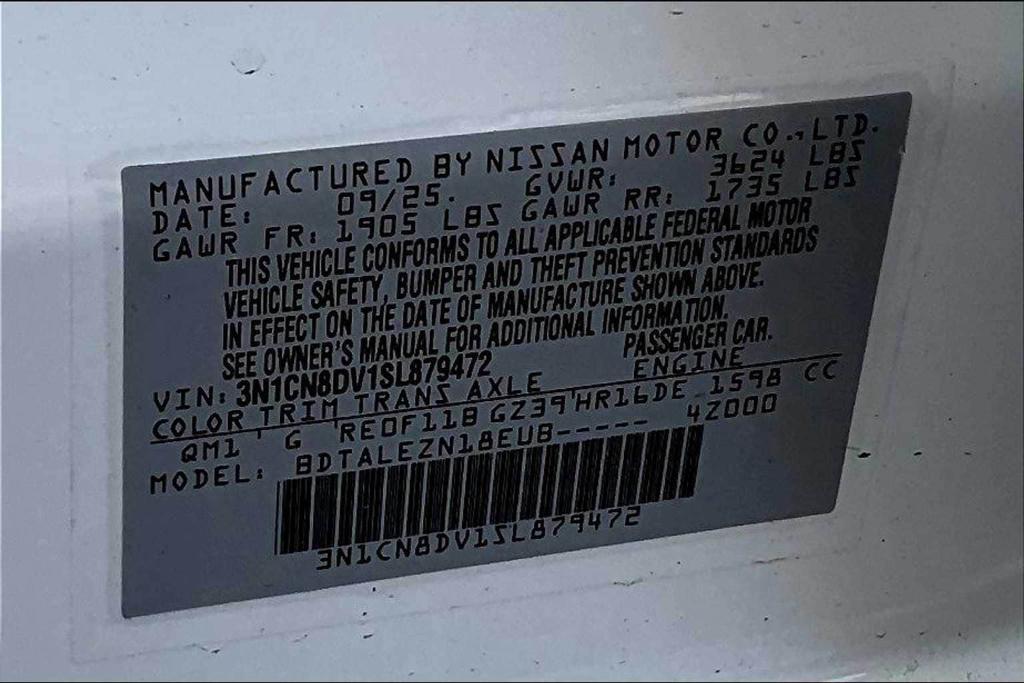 MANUFACTURED BY NISSAN MOTOR CO.,LTD.
DATE: 09/25. GVWR: 3624 LBS
GAWR FR: 1905 LBS GAWR RR: 1735 LBS
THIS VEHICLE CONFORMS TO ALL APPLICABLE FEDERAL MOTOR
VEHICLE SAFETY, BUMPER AND THEFT PREVENTION STANDARDS
IN EFFECT ON THE DATE OF MANUFACTURE SHOWN ABOVE.
SEE OWNER'S MANUAL FOR ADDITIONAL INFORMATION.
VIN: 3N1CN8DV1SL879472 PASSENGER CAR.
COLOR TRIM TRANS AXLE ENGINE
QM1 ' G 'RE0F11B GZ39'HR16DE 1598 CC
MODEL: BDTALEZN18EUB----- 4Z000
3N1CN8DV1SL879472